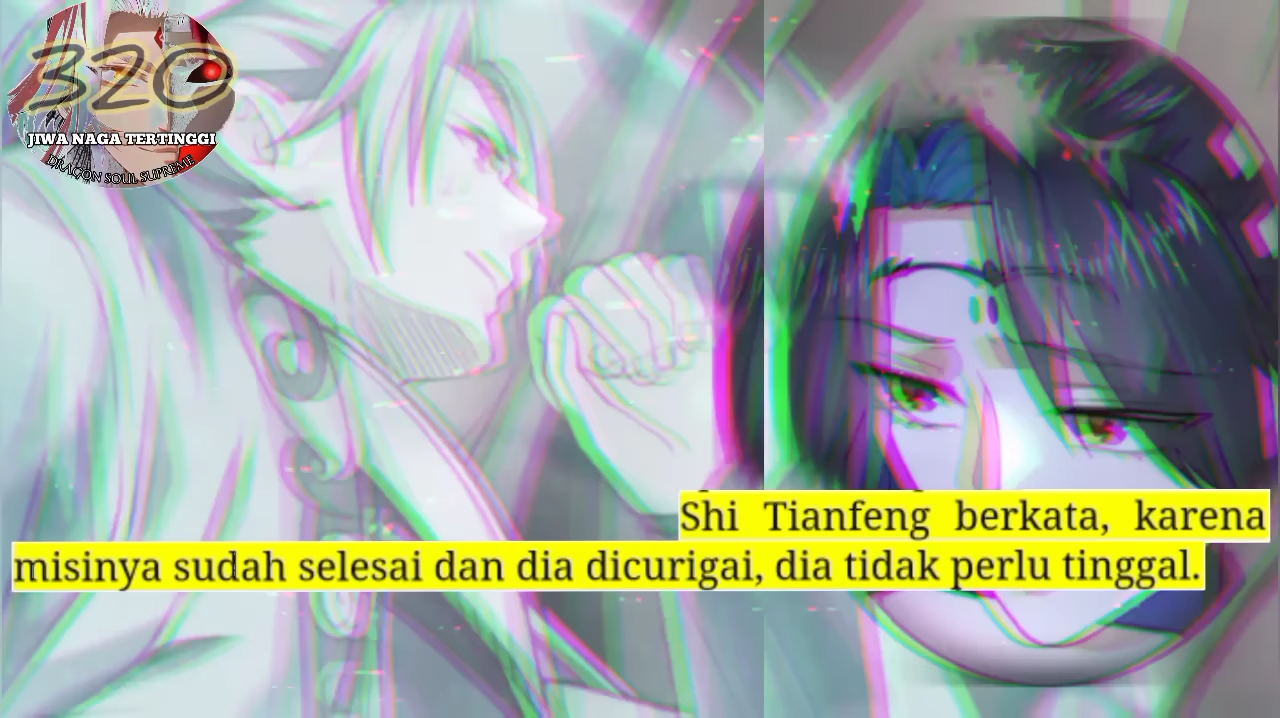 320
JIWA NAGA TERTINGGI
DRAGON SOUL SUPREME
Shi Tianfeng berkata, karena
misinya sudah selesai dan dia dicurigai, dia tidak perlu tinggal.